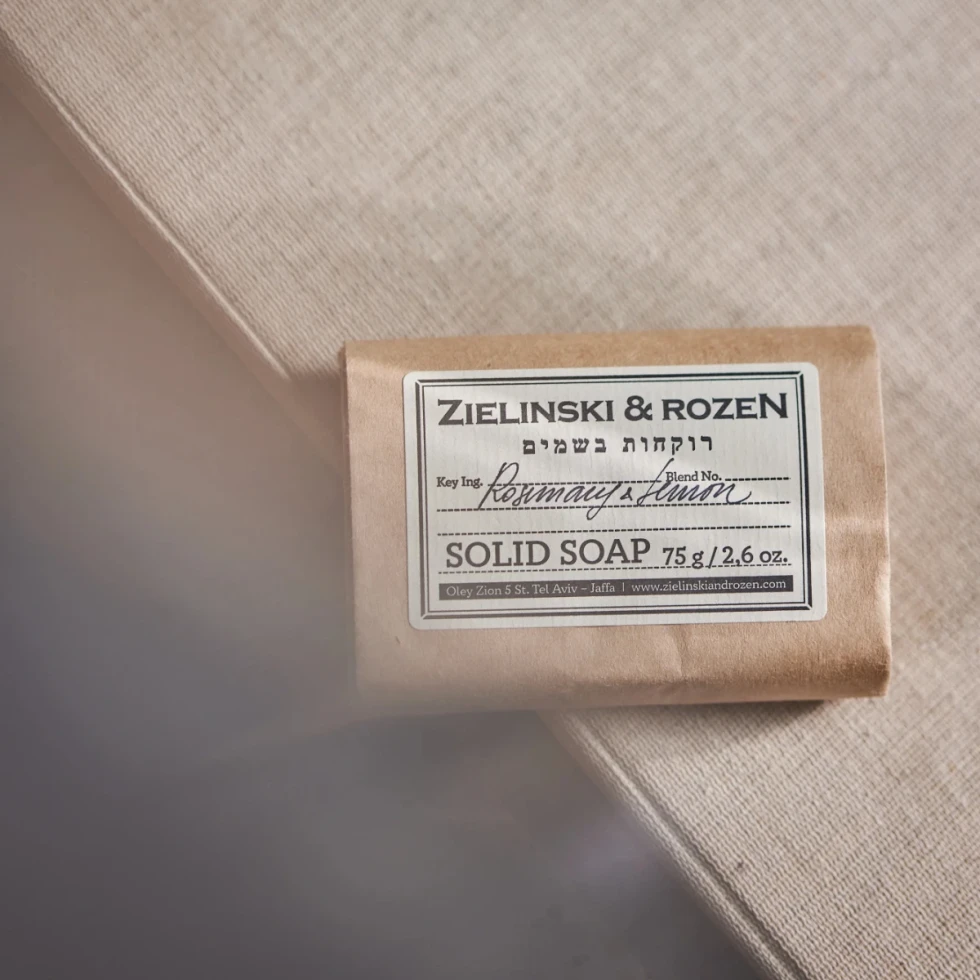 ZIELINSKI & ROZEN
רוקחות בשמים
Key Ing. Rosemary & Lemon Blend No.
SOLID SOAP 75 g / 2,6 oz.
Oley Zion 5 St. Tel Aviv – Jaffa | www.zielinskiandrozen.com